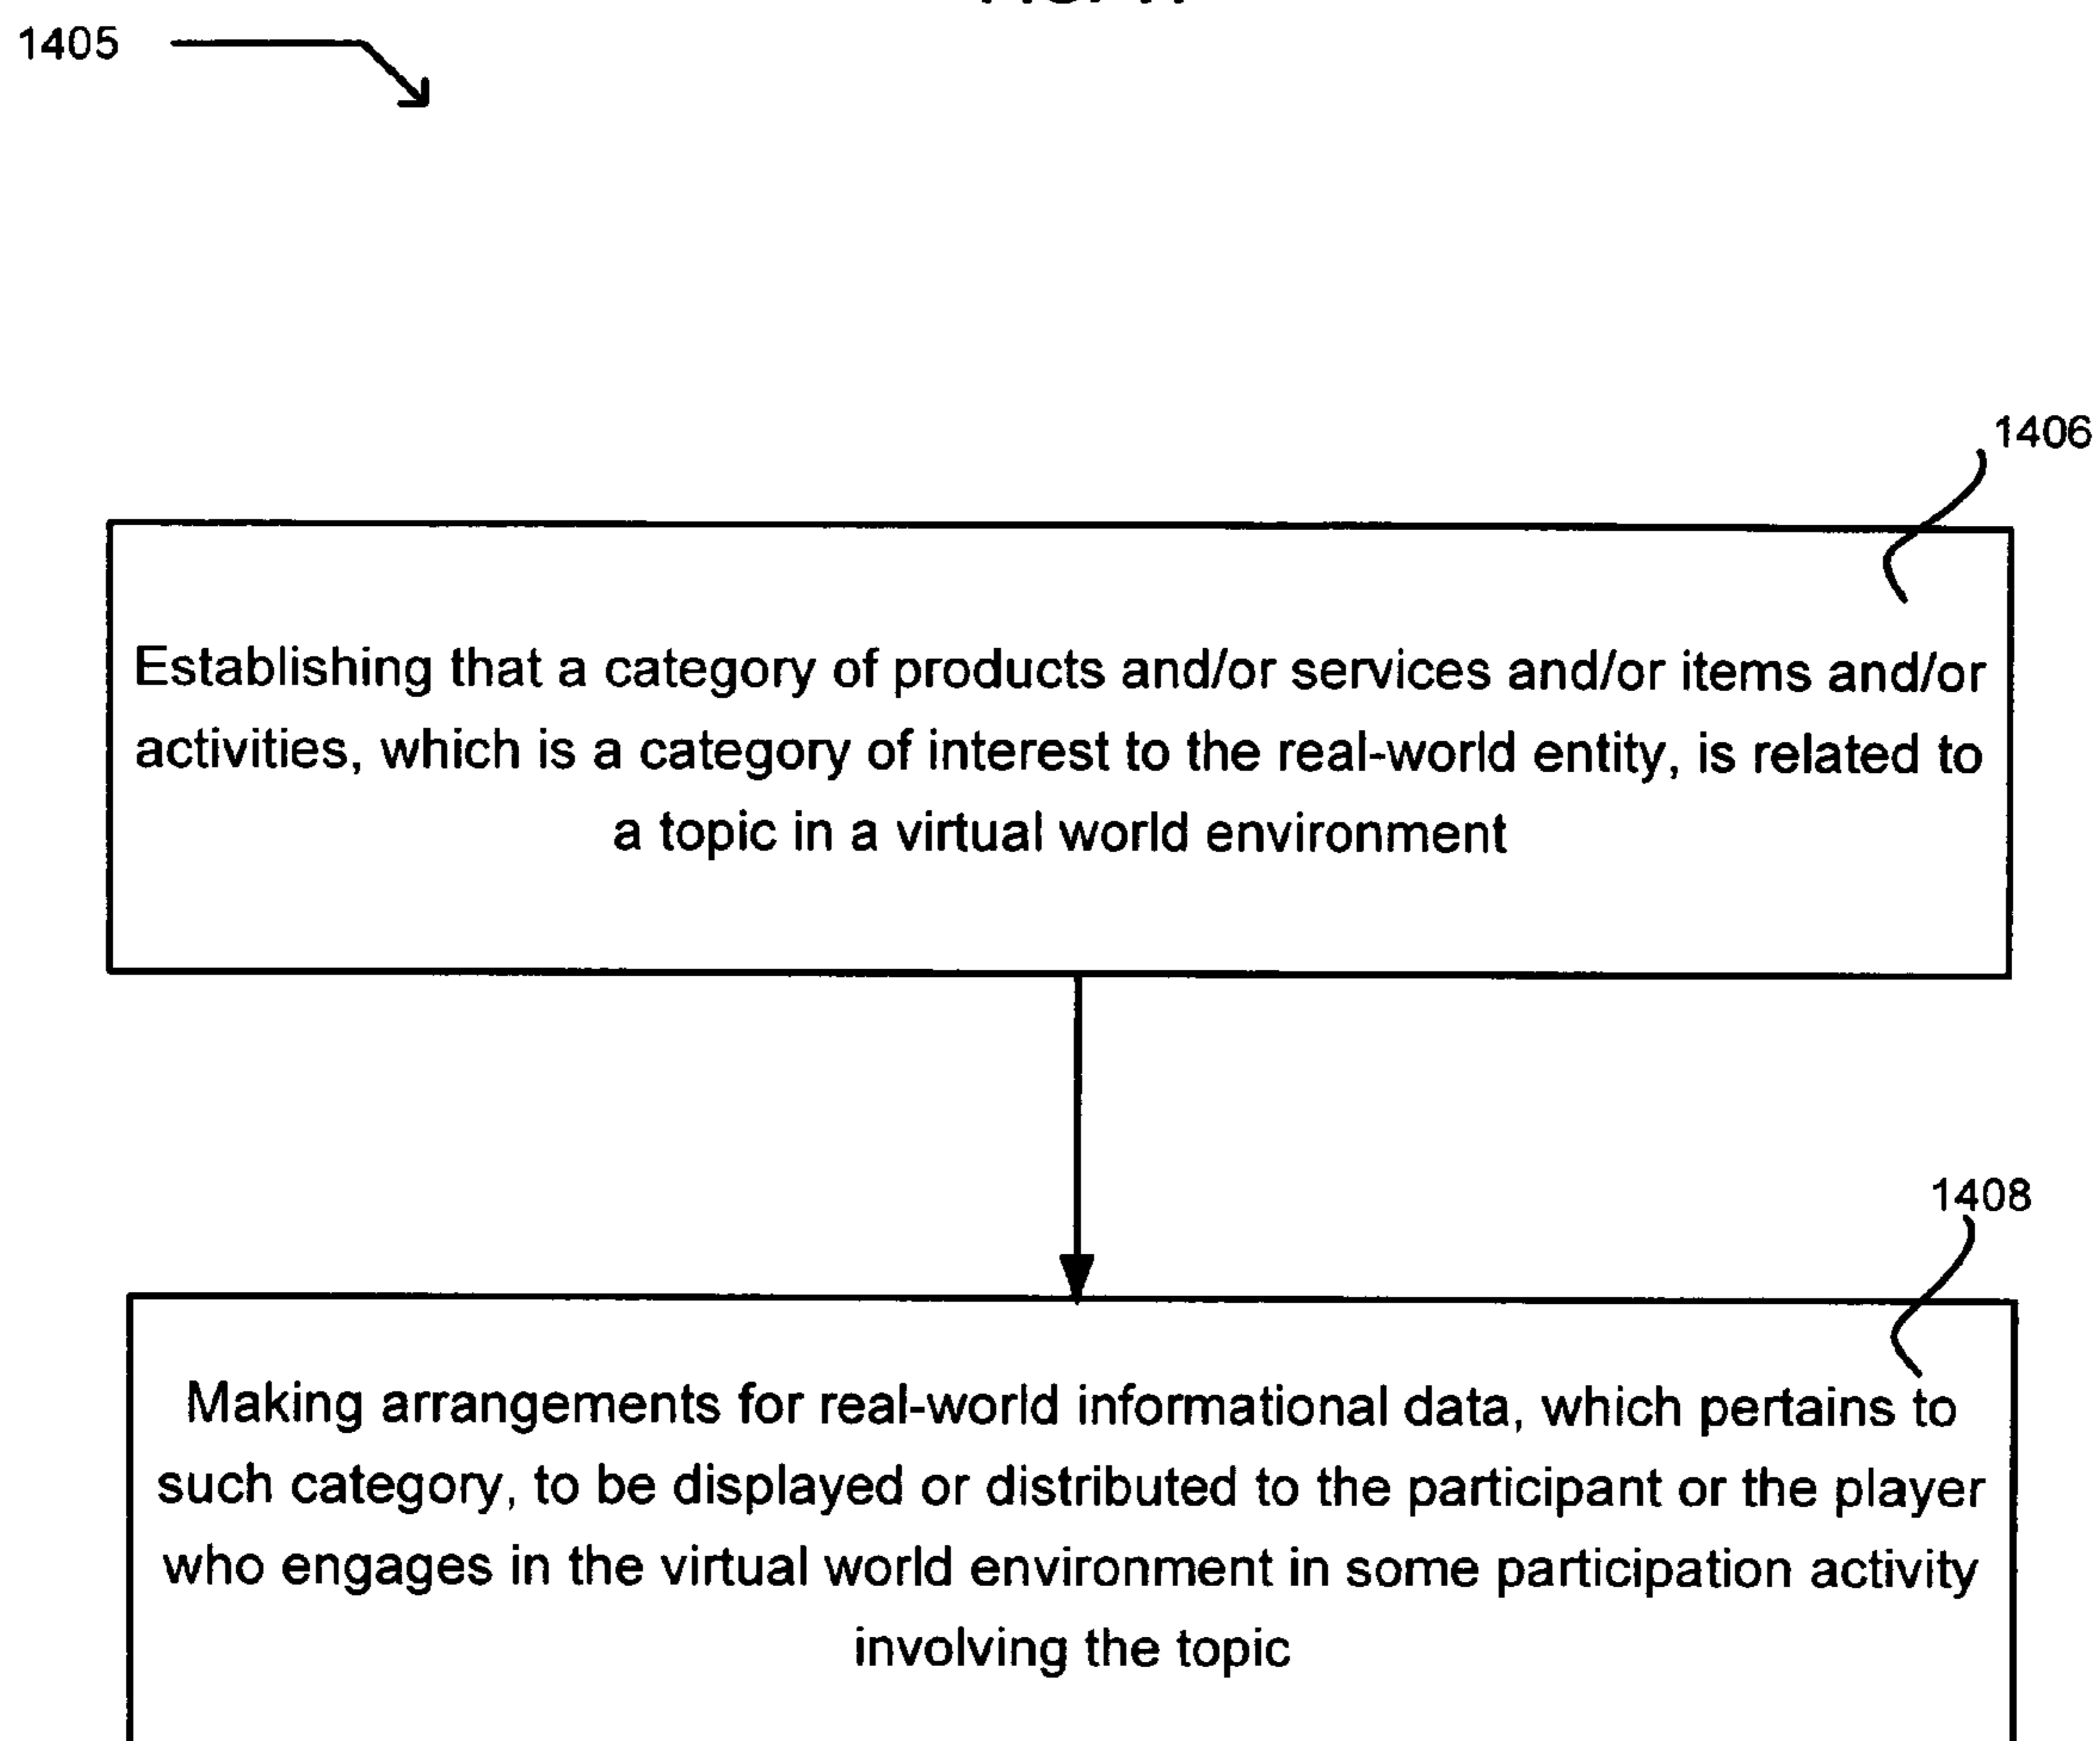 1405
1406
Establishing that a category of products and/or services and/or items and/or
activities, which is a category of interest to the real-world entity, is related to
a topic in a virtual world environment
1408
Making arrangements for real-world informational data, which pertains to
such category, to be displayed or distributed to the participant or the player
who engages in the virtual world environment in some participation activity
involving the topic